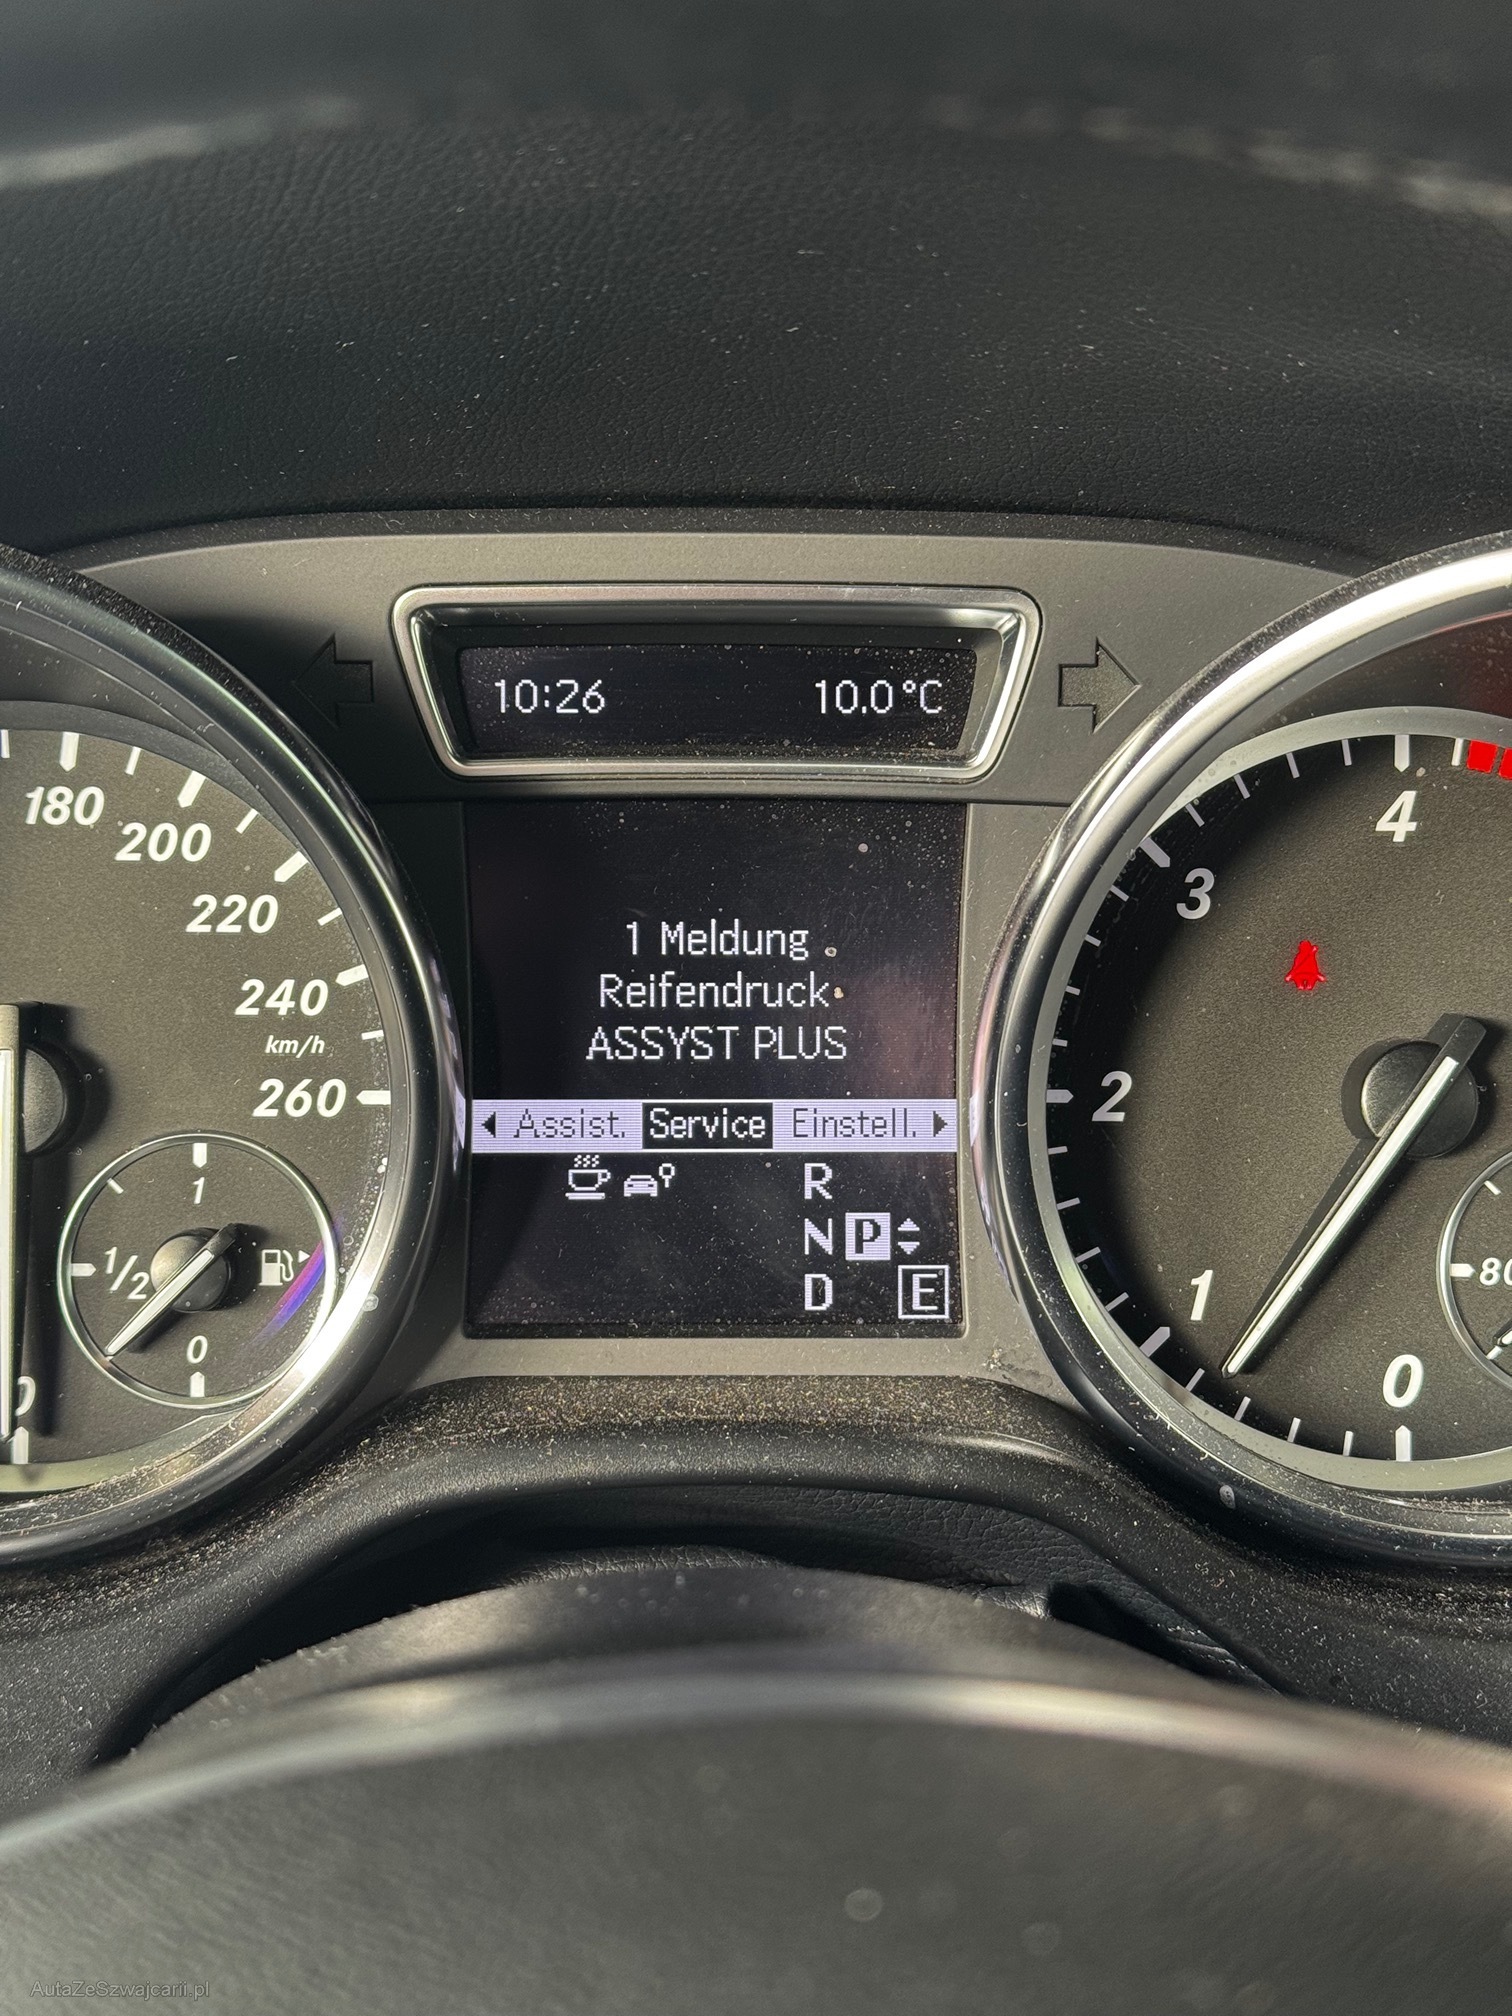 10:26 10.0°C
180
200
220
240
km/h
260
1
1/2
0
0
1 Meldung
Reifendruck
ASSYST PLUS
Assist. Service Einstell.
R
N P
D E
4
3
2
1
0
80
AutaZeSzwajcarii.pl